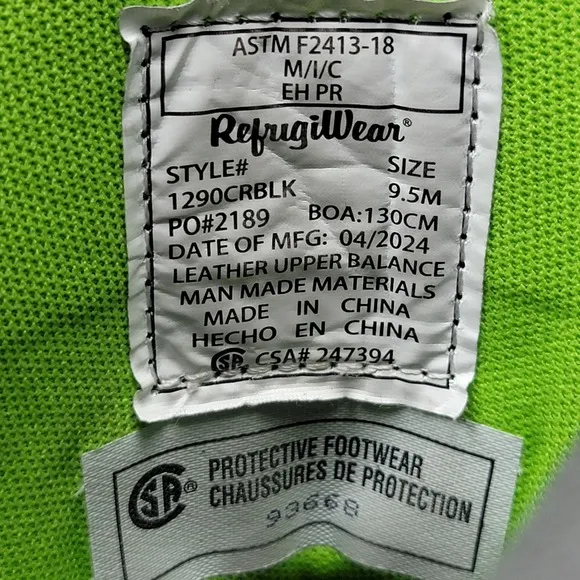 ASTM F2413-18
M/I/C
EH PR
RefrigiWear®
STYLE# SIZE
1290CRBLK 9.5M
PO#2189 BOA:130CM
DATE OF MFG: 04/2024
LEATHER UPPER BALANCE
MAN MADE MATERIALS
MADE IN CHINA
HECHO EN CHINA
SA CSA# 247394
SA PROTECTIVE FOOTWEAR
CHAUSSURES DE PROTECTION
93668